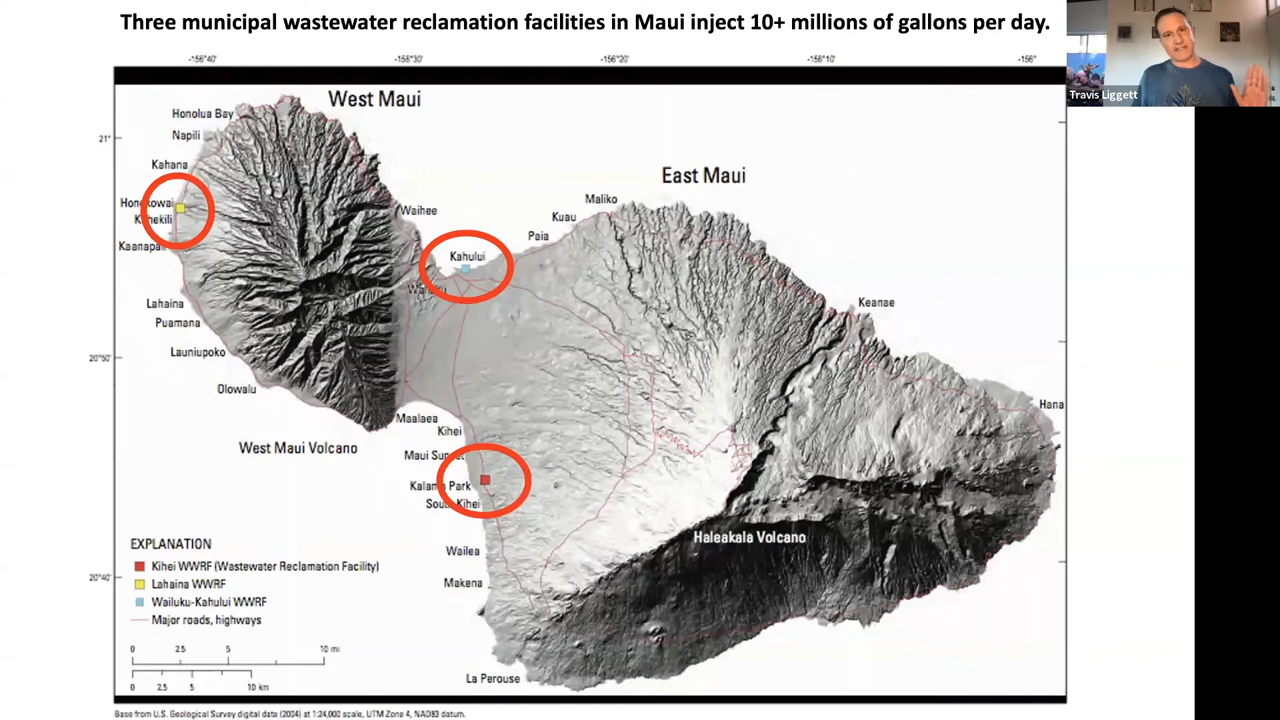 Three municipal wastewater reclamation facilities in Maui inject 10+ millions of gallons per day.
Travis Liggett
-156°40'
-156°30'
-156°20'
-156°10'
-156°
West Maui
Honolua Bay
21°
Napili
Kahana
East Maui
Maliko
Honokowai
Waihee
Kuau
Kahekili
Paia
Kaanapali
Kahului
Wailuku
Lahaina
Keanae
Puamana
Launiupoko
20°50'
Olowalu
Hana
Maalaea
Kihei
West Maui Volcano
Maui Sunset
Kalama Park
South Kihei
Haleakala Volcano
EXPLANATION
Wailea
Kihei WWRF (Wastewater Reclamation Facility)
20°40'
Lahaina WWRF
Makena
Wailuku-Kahului WWRF
Major roads, highways
0 2.5 5 10 mi
0 2.5 5 10 km
La Perouse
Base from U.S. Geological Survey digital data (2004) at 1:24,000 scale, UTM Zone 4, NAD83 datum.